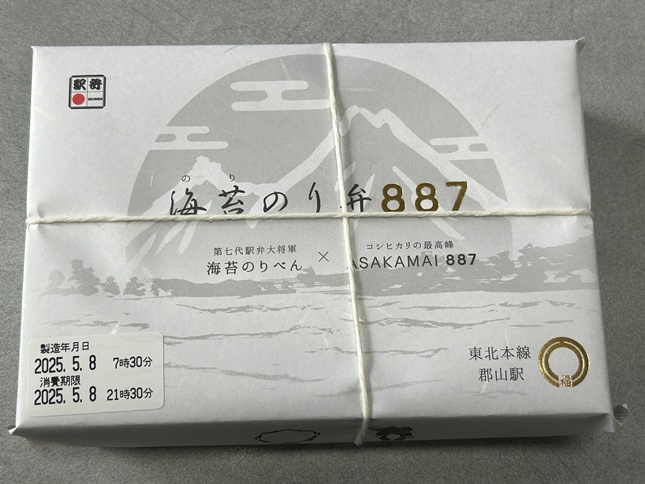 駅弁
のり
海苔のり弁887
第七代駅弁大将軍
海苔のりべん
×
コシヒカリの最高峰
ASAKAMAI 887
製造年月日
2025. 5. 8 7時30分
消費期限
2025. 5. 8 21時30分
東北本線
郡山駅
福